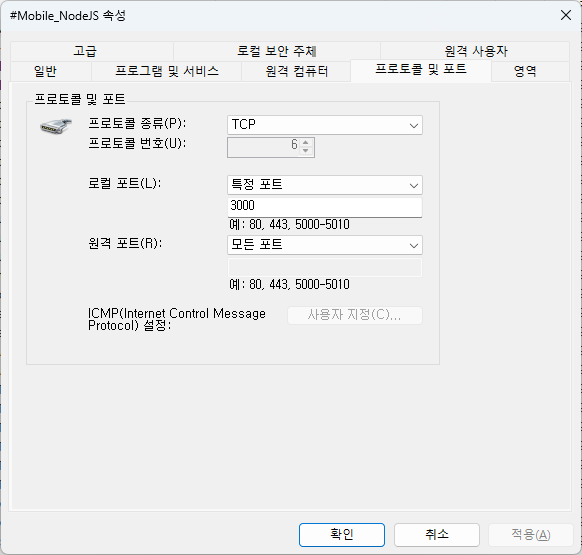 #Mobile_NodeJS 속성
고급 로컬 보안 주체 원격 사용자
일반 프로그램 및 서비스 원격 컴퓨터 프로토콜 및 포트 영역
프로토콜 및 포트
프로토콜 종류(P): TCP
프로토콜 번호(U): 6
로컬 포트(L): 특정 포트
3000
예: 80, 443, 5000-5010
원격 포트(R): 모든 포트
예: 80, 443, 5000-5010
ICMP(Internet Control Message
Protocol) 설정: 사용자 지정(C)...
확인 취소 적용(A)